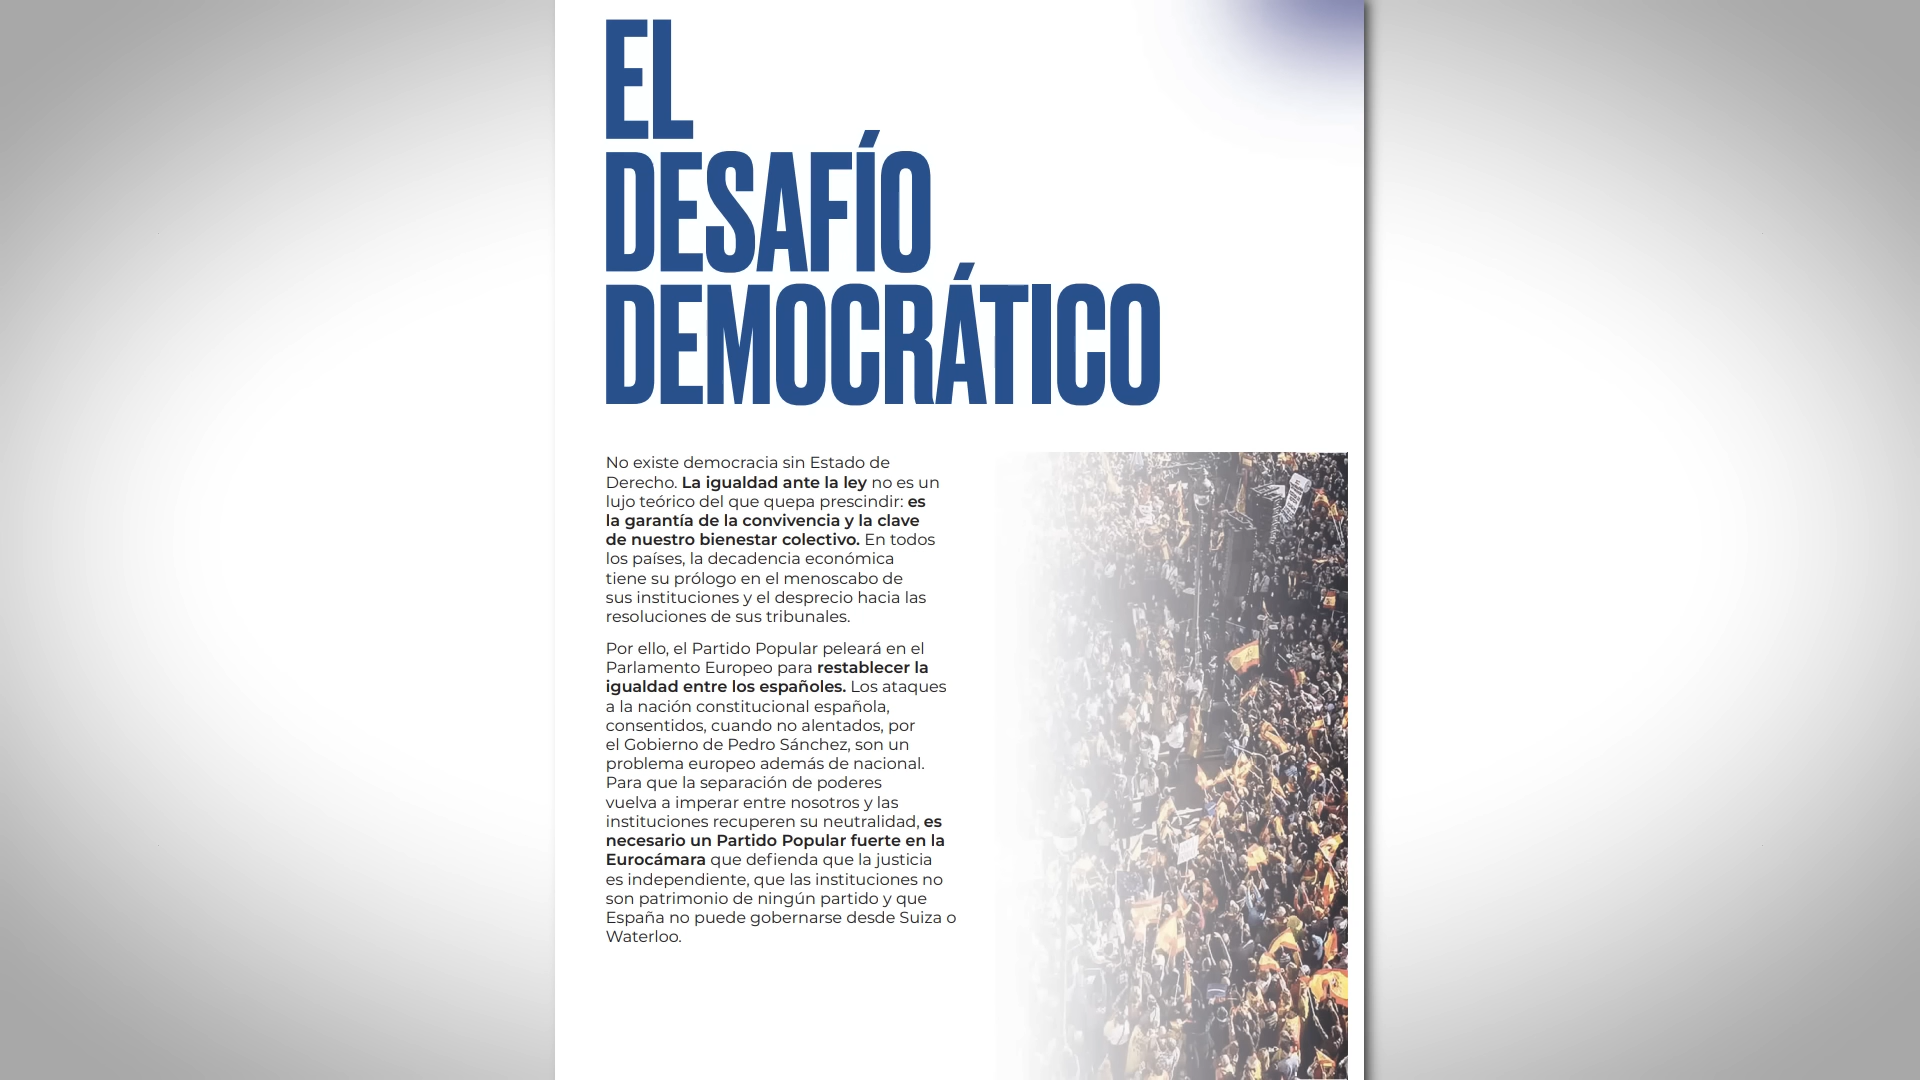 EL
DESAFÍO
DEMOCRÁTICO
No existe democracia sin Estado de
Derecho. La igualdad ante la ley no es un
lujo teórico del que quepa prescindir: es
la garantía de la convivencia y la clave
de nuestro bienestar colectivo. En todos
los países, la decadencia económica
tiene su prólogo en el menoscabo de
sus instituciones y el desprecio hacia las
resoluciones de sus tribunales.
Por ello, el Partido Popular peleará en el
Parlamento Europeo para restablecer la
igualdad entre los españoles. Los ataques
a la nación constitucional española,
consentidos, cuando no alentados, por
el Gobierno de Pedro Sánchez, son un
problema europeo además de nacional.
Para que la separación de poderes
vuelva a imperar entre nosotros y las
instituciones recuperen su neutralidad, es
necesario un Partido Popular fuerte en la
Eurocámara que defienda que la justicia
es independiente, que las instituciones no
son patrimonio de ningún partido y que
España no puede gobernarse desde Suiza o
Waterloo.